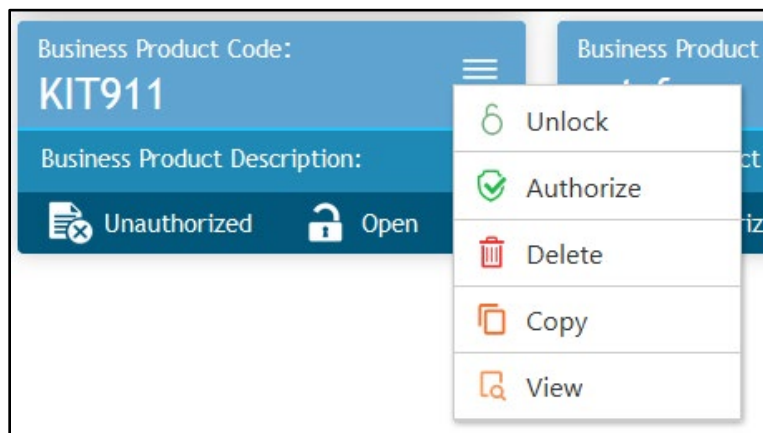 Business Product Code:
KIT911
Business Product
Business Product Description:
Unauthorized
Open
Unlock
Authorize
Delete
Copy
View